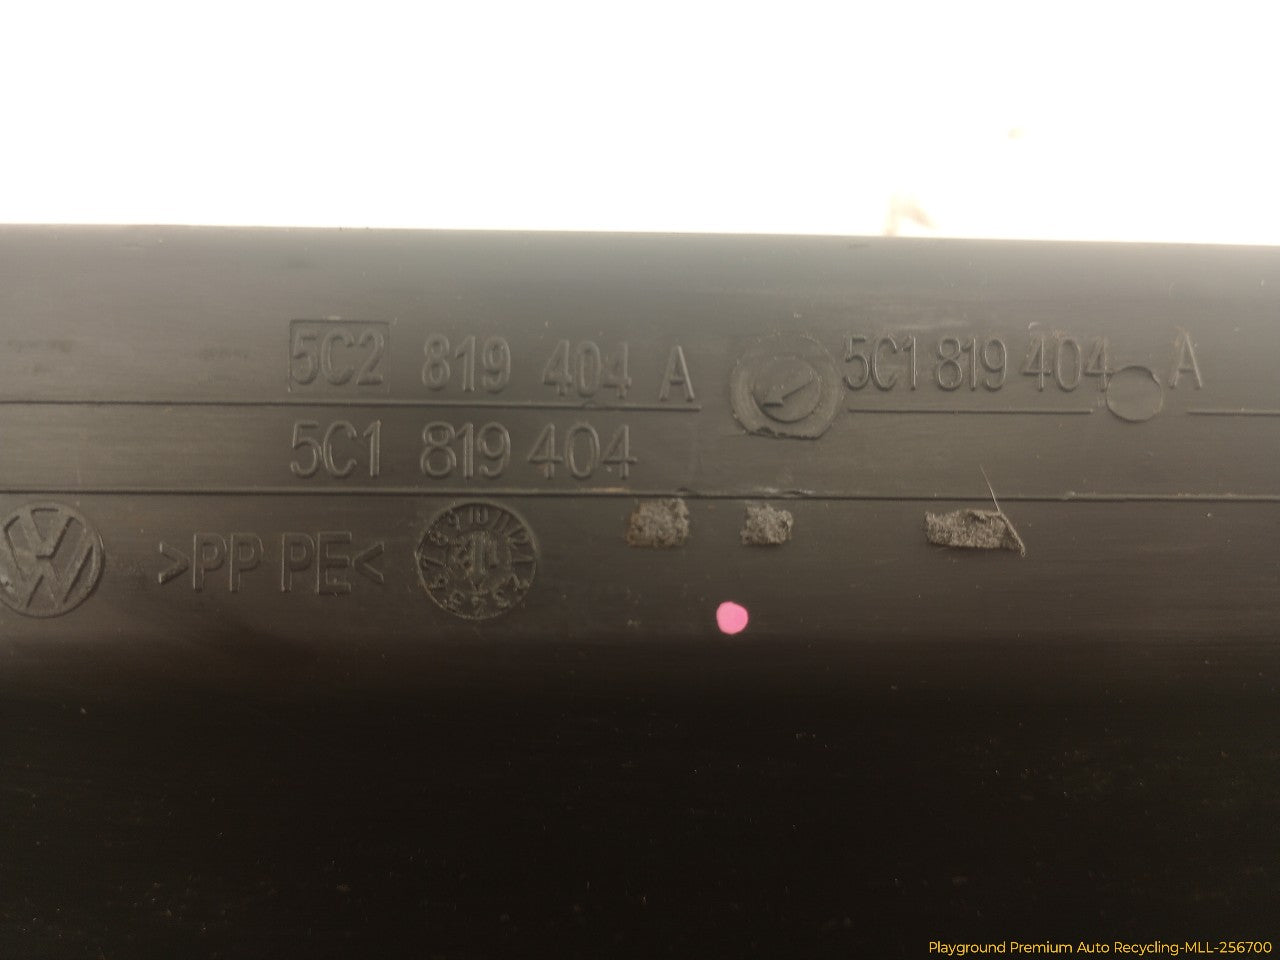 5C2 819 404 A
5C1 819 404 A
5C1 819 404
>PP PE<
Playground Premium Auto Recycling-MLL-256700